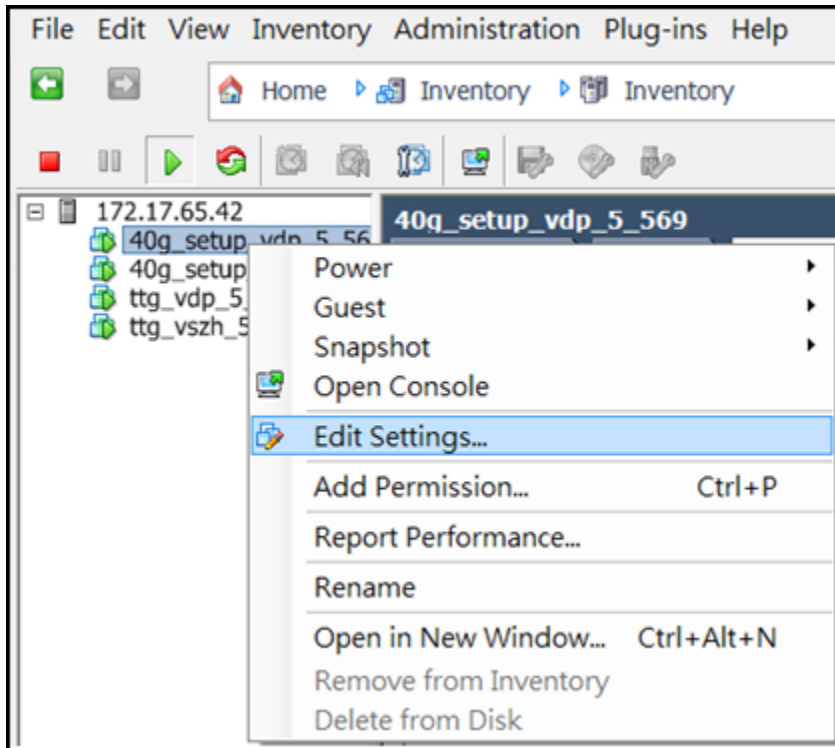 File Edit View Inventory Administration Plug-ins Help
Home Inventory Inventory
172.17.65.42
40g_setup_vdp_5_569
40g_setup_vdp_5_56
40g_setup
ttg_vdp_5_
ttg_vszh_5
Power
Guest
Snapshot
Open Console
Edit Settings...
Add Permission... Ctrl+P
Report Performance...
Rename
Open in New Window... Ctrl+Alt+N
Remove from Inventory
Delete from Disk